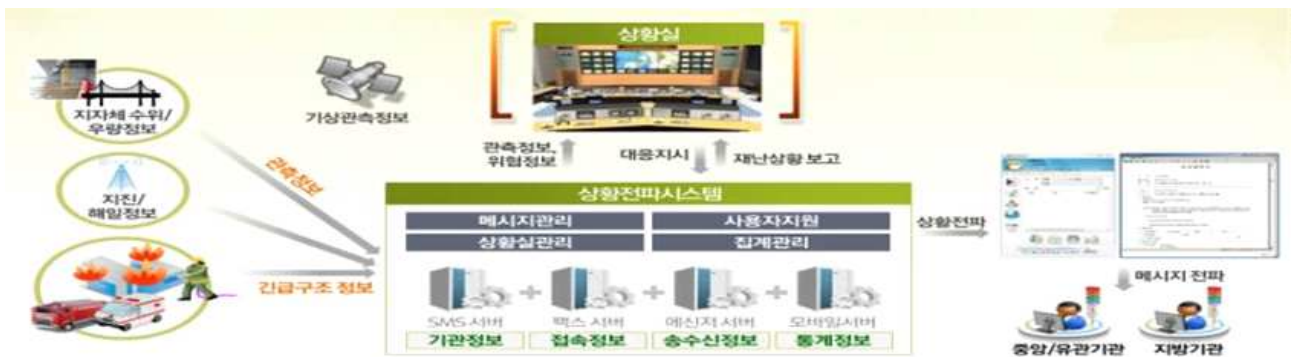 상황실
지자체 수위/
우량정보
기상관측정보
관측정보,
위험정보
대응지시
재난상황 보고
관측정보
지진/
해일정보
상황전파시스템
메시지관리
사용자지원
상황실관리
집계관리
상황전파
긴급구조 정보
메시지 전파
SMS 서버
팩스 서버
메신저 서버
모바일서버
기관정보
접속정보
송수신정보
통계정보
중앙/유관기관
지방기관